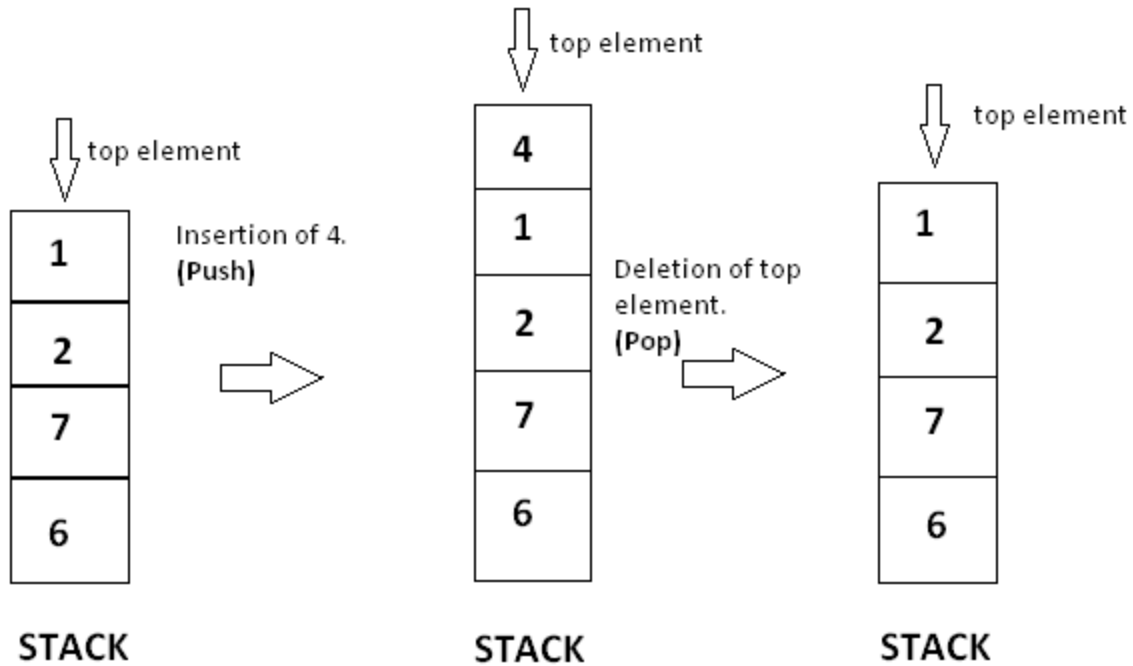 top element
1
2
7
6
STACK
Insertion of 4.
(Push)
top element
4
1
2
7
6
STACK
Deletion of top
element.
(Pop)
top element
1
2
7
6
STACK